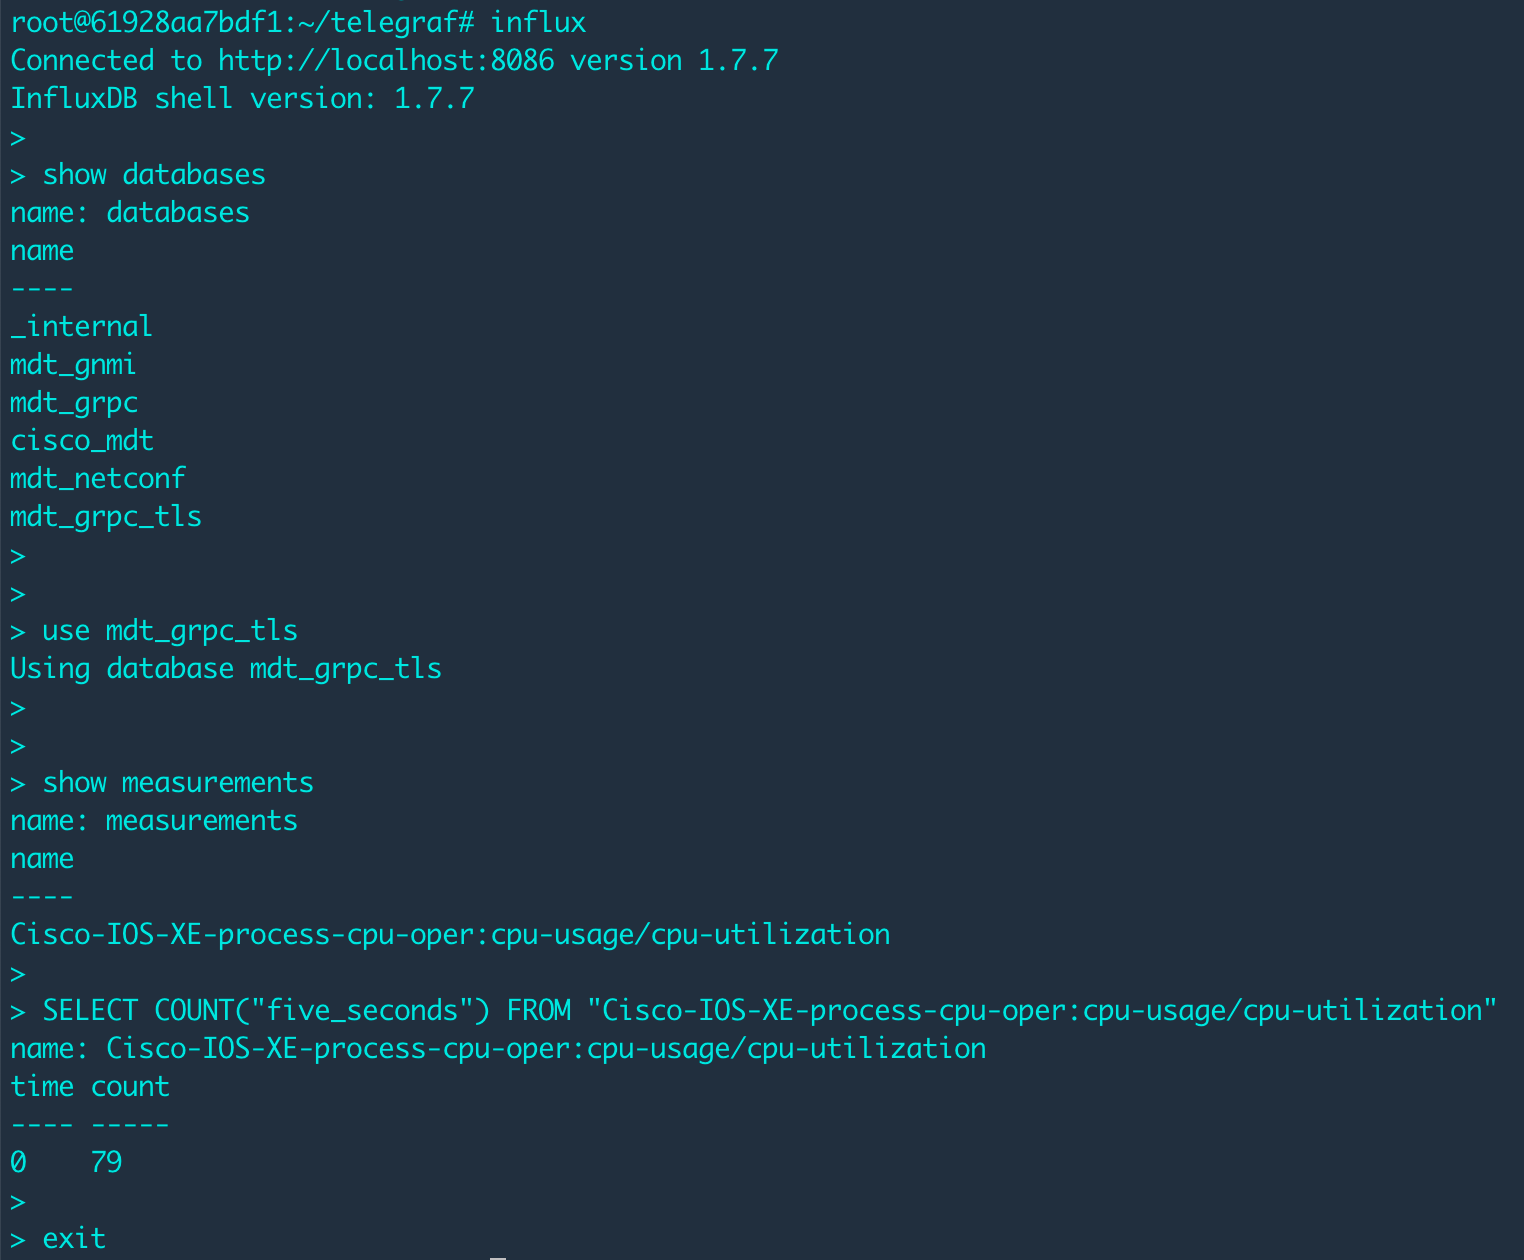 root@61928aa7bdf1:~/telegraf# influx
Connected to http://localhost:8086 version 1.7.7
InfluxDB shell version: 1.7.7
>
> show databases
name: databases
name
----
_internal
mdt_gnmi
mdt_grpc
cisco_mdt
mdt_netconf
mdt_grpc_tls
>
>
> use mdt_grpc_tls
Using database mdt_grpc_tls
>
>
> show measurements
name: measurements
name
----
Cisco-IOS-XE-process-cpu-oper:cpu-usage/cpu-utilization
>
> SELECT COUNT("five_seconds") FROM "Cisco-IOS-XE-process-cpu-oper:cpu-usage/cpu-utilization"
name: Cisco-IOS-XE-process-cpu-oper:cpu-usage/cpu-utilization
time count
---- -----
0    79
>
> exit